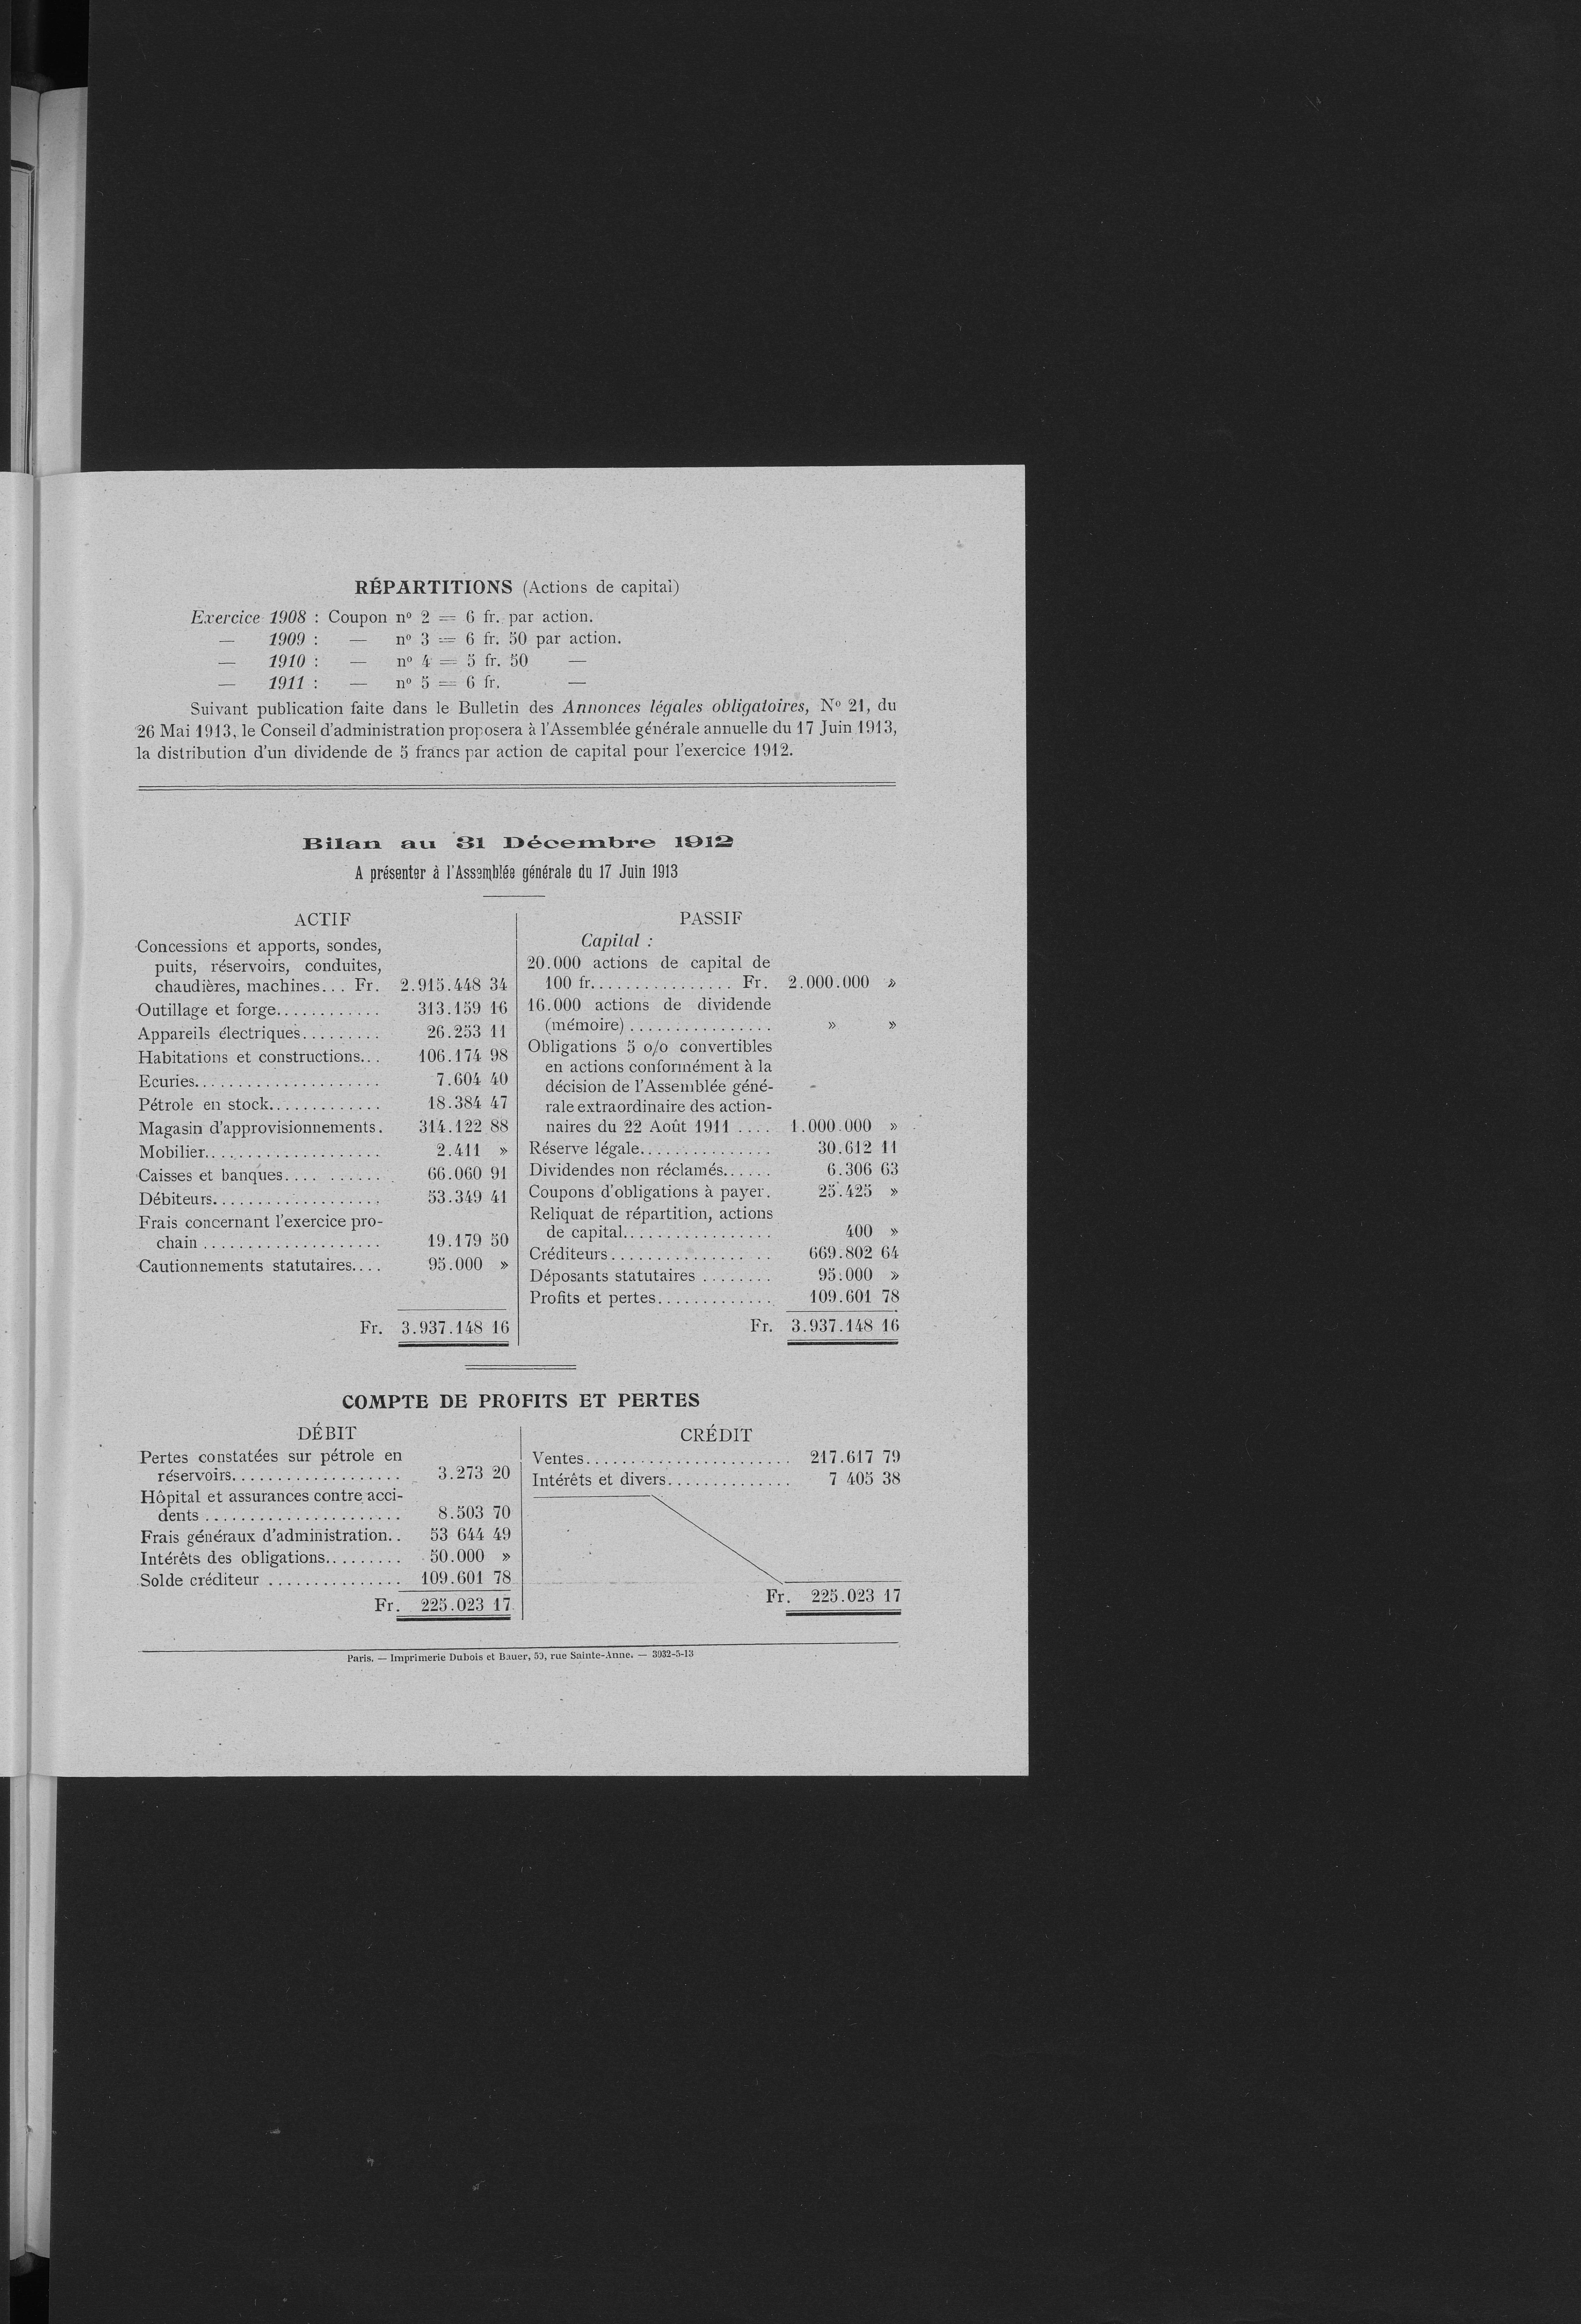 RÉPARTITIONS (Actions de capital)
Exercice 1908 : Coupon nº 2 = 6 fr. par action.
— 1909 : — nº 3 = 6 fr. 50 par action.
— 1910 : — nº 4 = 5 fr. 50 —
— 1911 : — nº 5 = 6 fr. —
Suivant publication faite dans le Bulletin des Annonces légales obligatoires, Nº 21, du
26 Mai 1913, le Conseil d'administration proposera à l'Assemblée générale annuelle du 17 Juin 1913,
la distribution d'un dividende de 5 francs par action de capital pour l'exercice 1912.
Bilan au 31 Décembre 1912
A présenter à l'Assemblée générale du 17 Juin 1913
ACTIF
Concessions et apports, sondes,
puits, réservoirs, conduites,
chaudières, machines... Fr. 2.915.448 34
Outillage et forge............ 313.159 16
Appareils électriques......... 26.253 11
Habitations et constructions... 106.174 98
Ecuries..................... 7.604 40
Pétrole en stock............. 18.384 47
Magasin d'approvisionnements. 314.122 88
Mobilier.................... 2.411 »
Caisses et banques............ 66.060 91
Débiteurs................... 53.349 41
Frais concernant l'exercice pro-
chain .................... 19.179 50
Cautionnements statutaires.... 95.000 »
Fr. 3.937.148 16
PASSIF
Capital :
20.000 actions de capital de
100 fr................ Fr. 2.000.000 »
16.000 actions de dividende
(mémoire) ................ » »
Obligations 5 o/o convertibles
en actions conformément à la
décision de l'Assemblée géné-
rale extraordinaire des action-
naires du 22 Août 1911 .... 1.000.000 »
Réserve légale............... 30.612 11
Dividendes non réclamés...... 6.306 63
Coupons d'obligations à payer. 25.425 »
Reliquat de répartition, actions
de capital................. 400 »
Créditeurs.................. 669.802 64
Déposants statutaires ........ 95.000 »
Profits et pertes............. 109.601 78
Fr. 3.937.148 16
COMPTE DE PROFITS ET PERTES
DÉBIT
Pertes constatées sur pétrole en
réservoirs................... 3.273 20
Hôpital et assurances contre acci-
dents ...................... 8.503 70
Frais généraux d'administration.. 53 644 49
Intérêts des obligations......... 50.000 »
Solde créditeur ............... 109.601 78
Fr. 225.023 17
CRÉDIT
Ventes....................... 217.617 79
Intérêts et divers.............. 7 405 38
Fr. 225.023 17
Paris. — Imprimerie Dubois et Bauer, 50, rue Sainte-Anne. — 3932-5-13